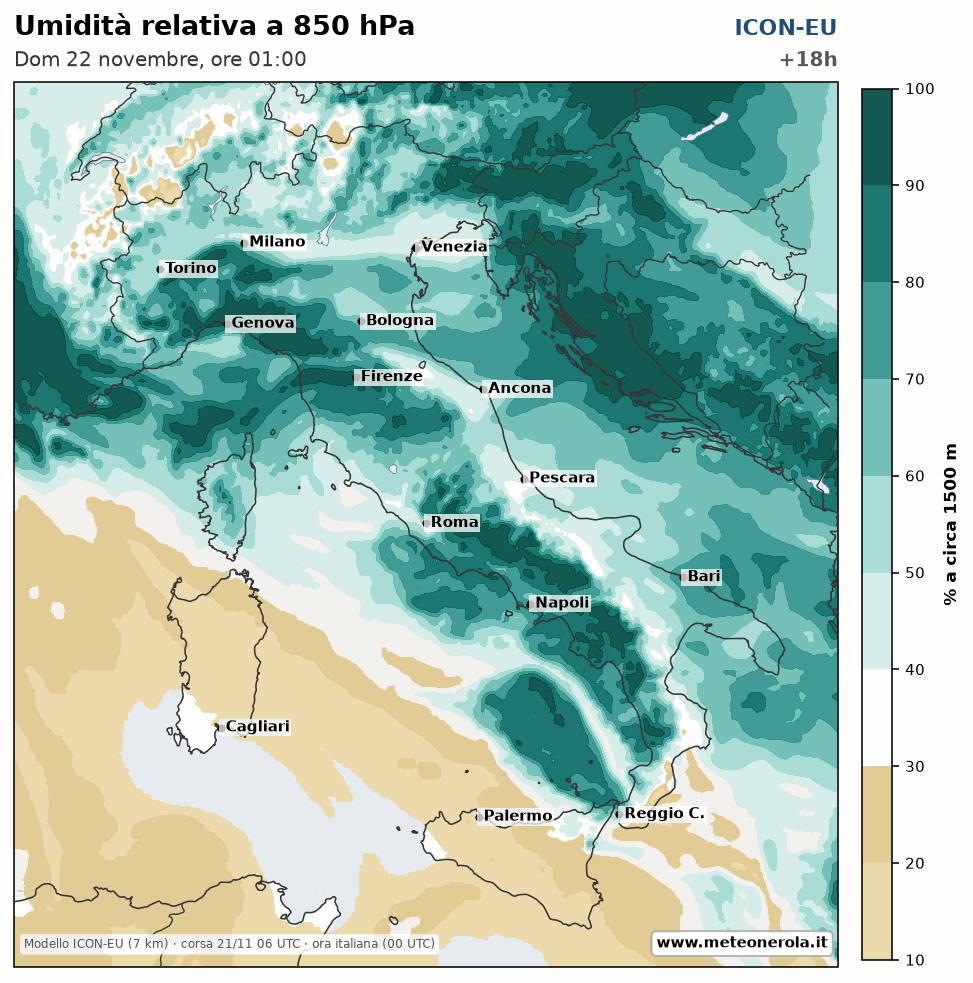 Umidità relativa a 850 hPa
ICON-EU
Dom 22 novembre, ore 01:00
+18h
100
90
80
70
60
50
40
30
20
10
% a circa 1500 m
Milano
Venezia
Torino
Genova
Bologna
Firenze
Ancona
Pescara
Roma
Bari
Napoli
Cagliari
Palermo
Reggio C.
Modello ICON-EU (7 km) · corsa 21/11 06 UTC · ora italiana (00 UTC)
www.meteonerola.it